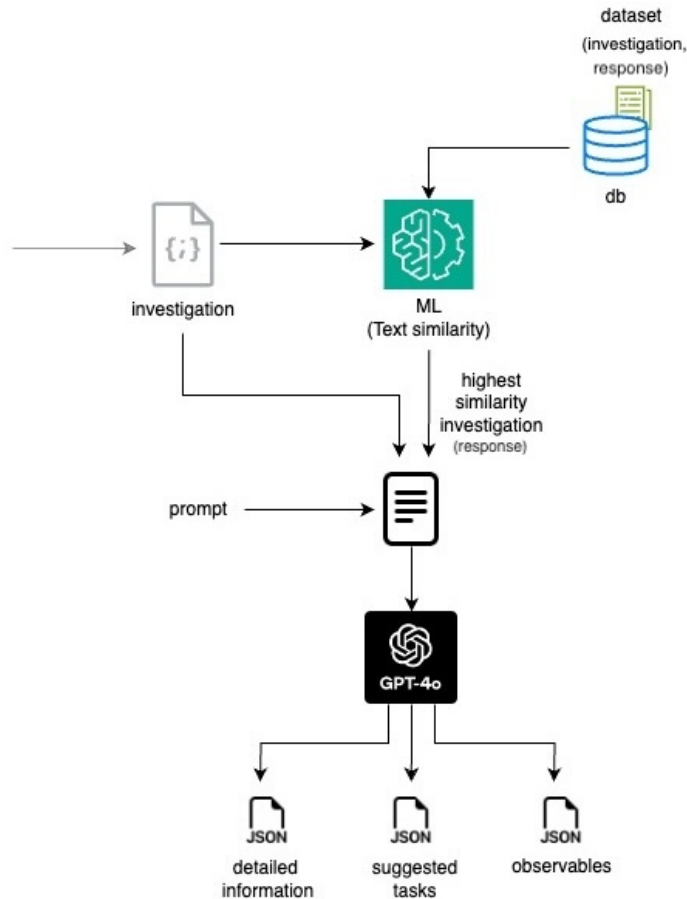 dataset
(investigation,
response)
db
{;}
investigation
ML
(Text similarity)
highest
similarity
investigation
(response)
prompt
GPT-4o
JSON
JSON
JSON
detailed
information
suggested
tasks
observables